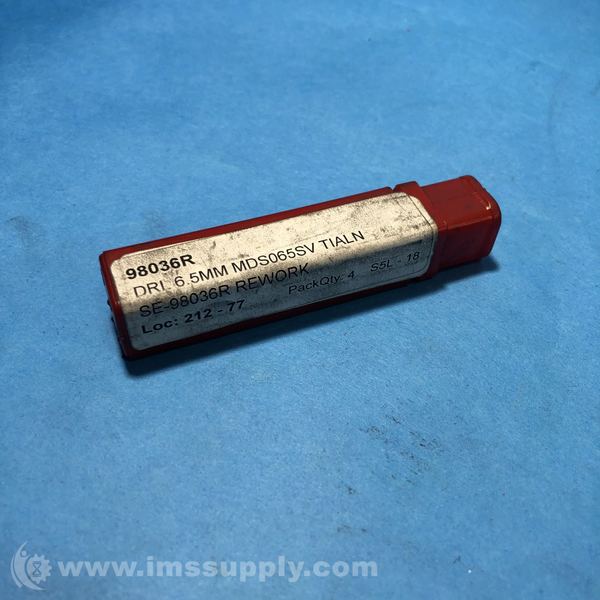 98036R
DRL 6.5MM MDS065SV TIALN
SE-98036R REWORK
Loc: 212 - 77 PackQty: 4 S5L - 18
www.imssupply.com